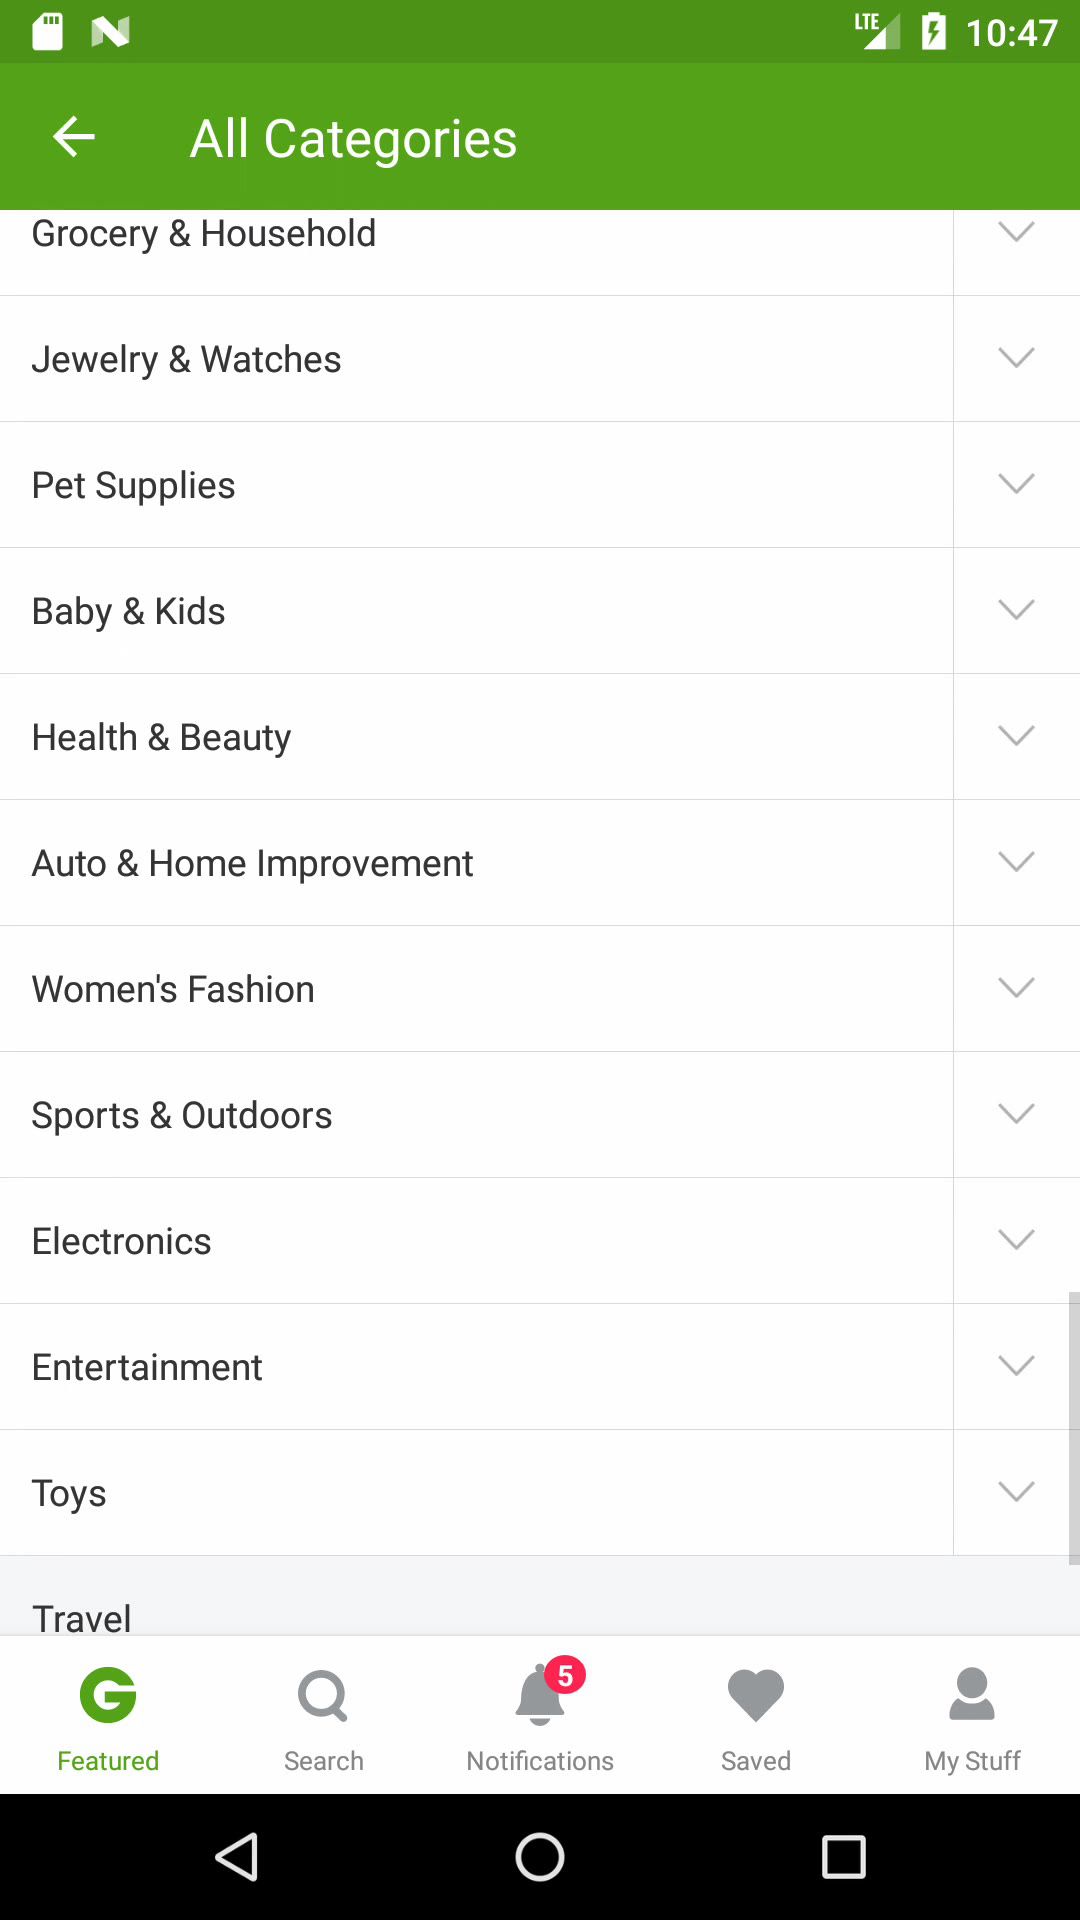 LTE 10:47
All Categories
Grocery & Household
Jewelry & Watches
Pet Supplies
Baby & Kids
Health & Beauty
Auto & Home Improvement
Women's Fashion
Sports & Outdoors
Electronics
Entertainment
Toys
Travel
5
Featured Search Notifications Saved My Stuff